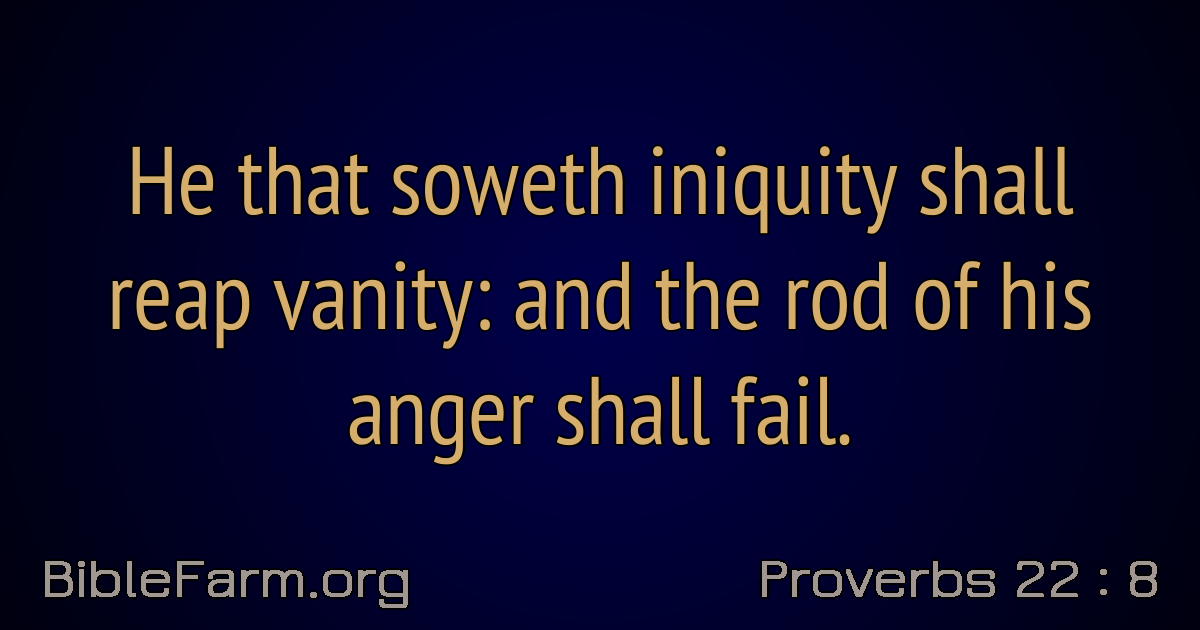 He that soweth iniquity shall
reap vanity: and the rod of his
anger shall fail.
BibleFarm.org
Proverbs 22 : 8